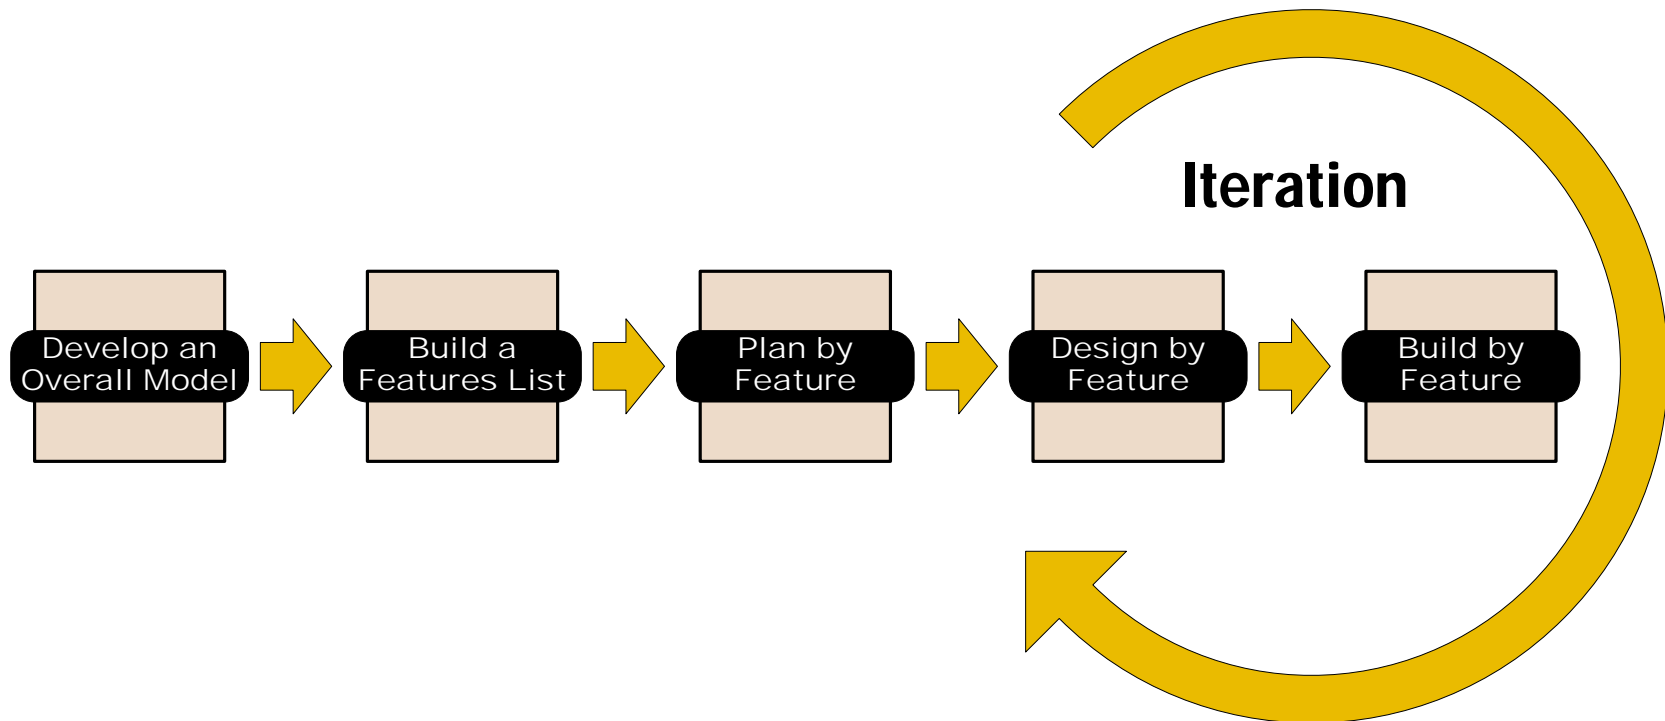 Iteration
Develop an
Overall Model
Build a
Features List
Plan by
Feature
Design by
Feature
Build by
Feature